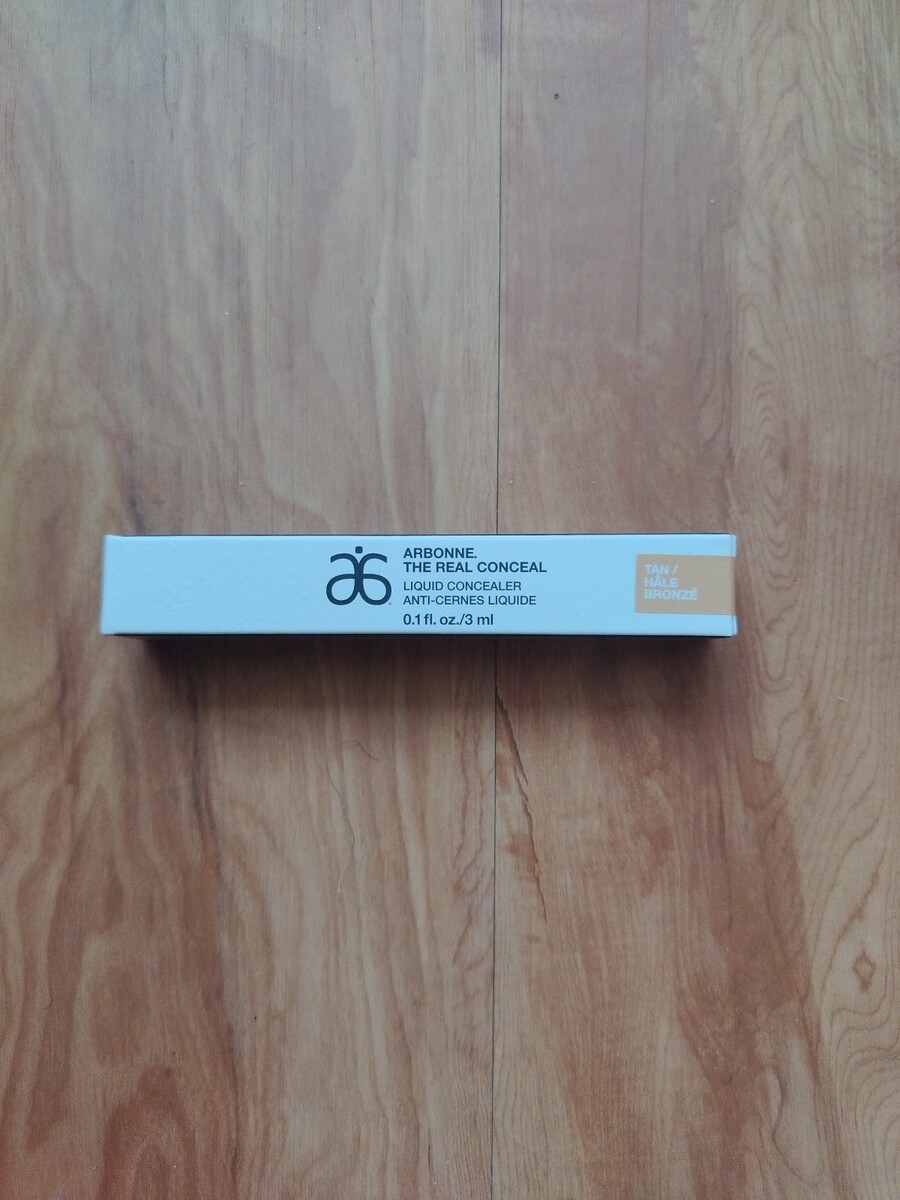 ARBONNE.
THE REAL CONCEAL
LIQUID CONCEALER
ANTI-CERNES LIQUIDE
0.1 fl. oz./3 ml
TAN /
HÂLE
BRONZÉ